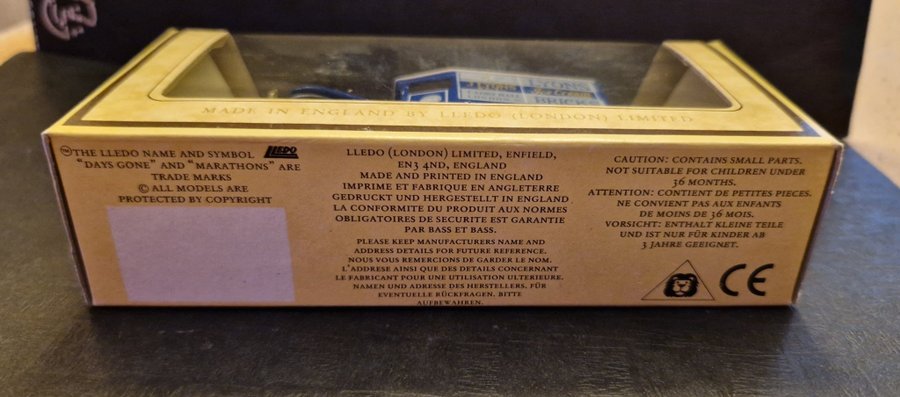 LYONS
BRICKS
MADE IN ENGLAND BY LLEDO (LONDON) LIMITED
™THE LLEDO NAME AND SYMBOL LLEDO
"DAYS GONE" AND "MARATHONS" ARE
TRADE MARKS
© ALL MODELS ARE
PROTECTED BY COPYRIGHT
LLEDO (LONDON) LIMITED, ENFIELD,
EN3 4ND, ENGLAND
MADE AND PRINTED IN ENGLAND
IMPRIME ET FABRIQUE EN ANGLETERRE
GEDRUCKT UND HERGESTELLT IN ENGLAND
LA CONFORMITE DU PRODUIT AUX NORMES
OBLIGATOIRES DE SECURITE EST GARANTIE
PAR BASS ET BASS.
PLEASE KEEP MANUFACTURERS NAME AND
ADDRESS DETAILS FOR FUTURE REFERENCE.
NOUS VOUS REMERCIONS DE GARDER LE NOM.
L'ADDRESE AINSI QUE DES DETAILS CONCERNANT
LE FABRICANT POUR UNE UTILISATION ULTERIEURE.
NAMEN UND ADRESSE DES HERSTELLERS. FÜR
EVENTUELLE RÜCKFRAGEN. BITTE
AUFBEWAHREN.
CAUTION: CONTAINS SMALL PARTS.
NOT SUITABLE FOR CHILDREN UNDER
36 MONTHS.
ATTENTION: CONTIENT DE PETITES PIECES.
NE CONVIENT PAS AUX ENFANTS
DE MOINS DE 36 MOIS.
VORSICHT: ENTHALT KLEINE TEILE
UND IST NUR FÜR KINDER AB
3 JAHRE GEEIGNET.
CE